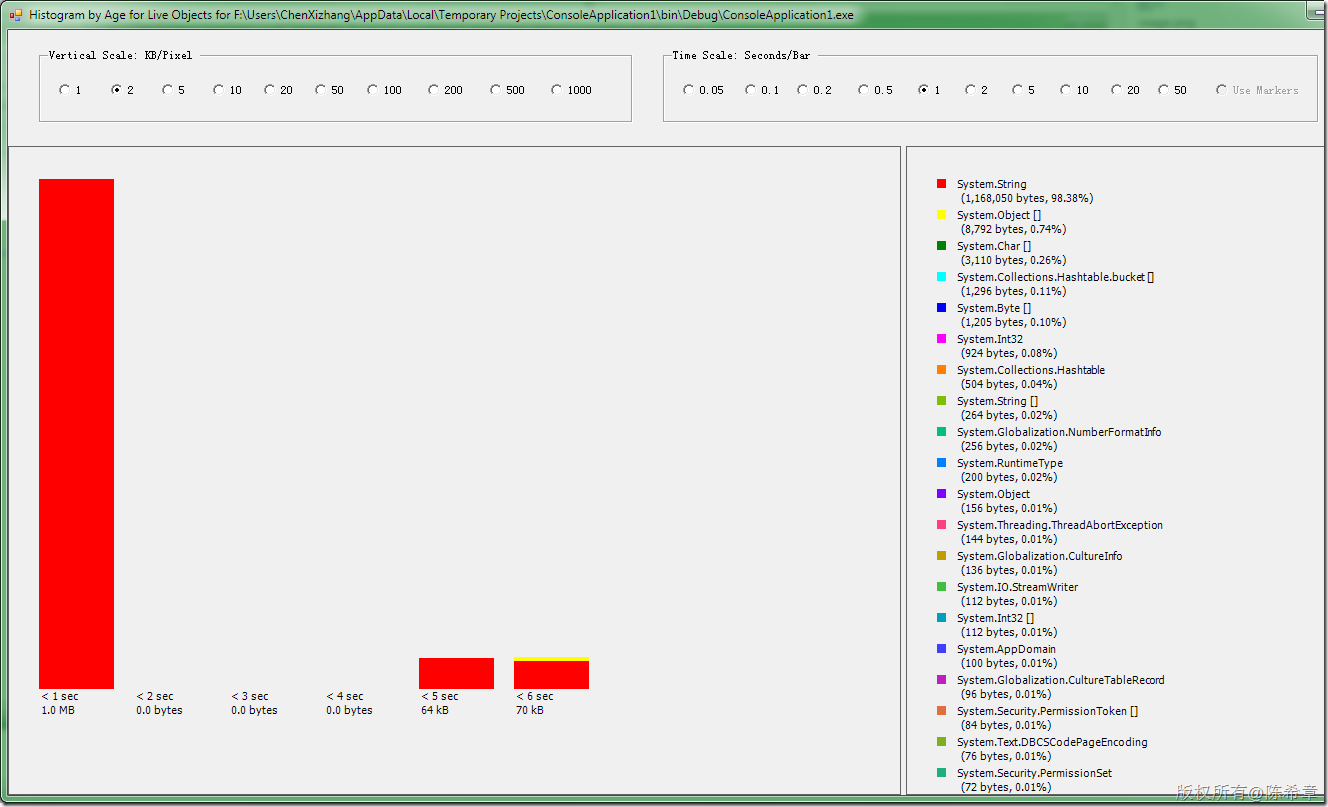 Histogram by Age for Live Objects for F:\Users\ChenXizhang\AppData\Local\Temporary Projects\ConsoleApplication1\bin\Debug\ConsoleApplication1.exe
Vertical Scale: KB/Pixel
1 2 5 10 20 50 100 200 500 1000
Time Scale: Seconds/Bar
0.05 0.1 0.2 0.5 1 2 5 10 20 50 Use Markers
< 1 sec < 2 sec < 3 sec < 4 sec < 5 sec < 6 sec
1.0 MB 0.0 bytes 0.0 bytes 0.0 bytes 64 kB 70 kB
System.String
(1,168,050 bytes, 98.38%)
System.Object []
(8,792 bytes, 0.74%)
System.Char []
(3,110 bytes, 0.26%)
System.Collections.Hashtable.bucket []
(1,296 bytes, 0.11%)
System.Byte []
(1,205 bytes, 0.10%)
System.Int32
(924 bytes, 0.08%)
System.Collections.Hashtable
(504 bytes, 0.04%)
System.String []
(264 bytes, 0.02%)
System.Globalization.NumberFormatInfo
(256 bytes, 0.02%)
System.RuntimeType
(200 bytes, 0.02%)
System.Object
(156 bytes, 0.01%)
System.Threading.ThreadAbortException
(144 bytes, 0.01%)
System.Globalization.CultureInfo
(136 bytes, 0.01%)
System.IO.StreamWriter
(112 bytes, 0.01%)
System.Int32 []
(112 bytes, 0.01%)
System.AppDomain
(100 bytes, 0.01%)
System.Globalization.CultureTableRecord
(96 bytes, 0.01%)
System.Security.PermissionToken []
(84 bytes, 0.01%)
System.Text.DBCSCodePageEncoding
(76 bytes, 0.01%)
System.Security.PermissionSet
(72 bytes, 0.01%)
版权所有@陈希章